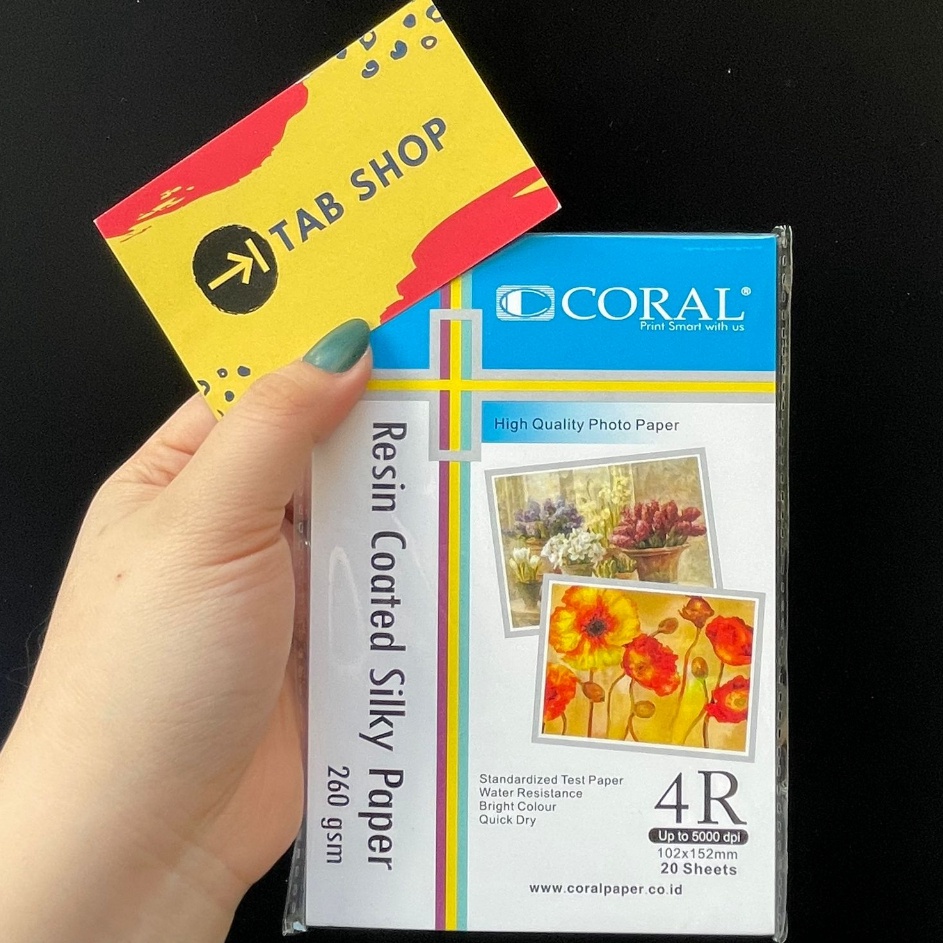 TAB SHOP
CORAL®
Print Smart with us
High Quality Photo Paper
Resin Coated Silky Paper
260 gsm
Standardized Test Paper
Water Resistance
Bright Colour
Quick Dry
4R
Up to 5000 dpi
102x152mm
20 Sheets
www.coralpaper.co.id